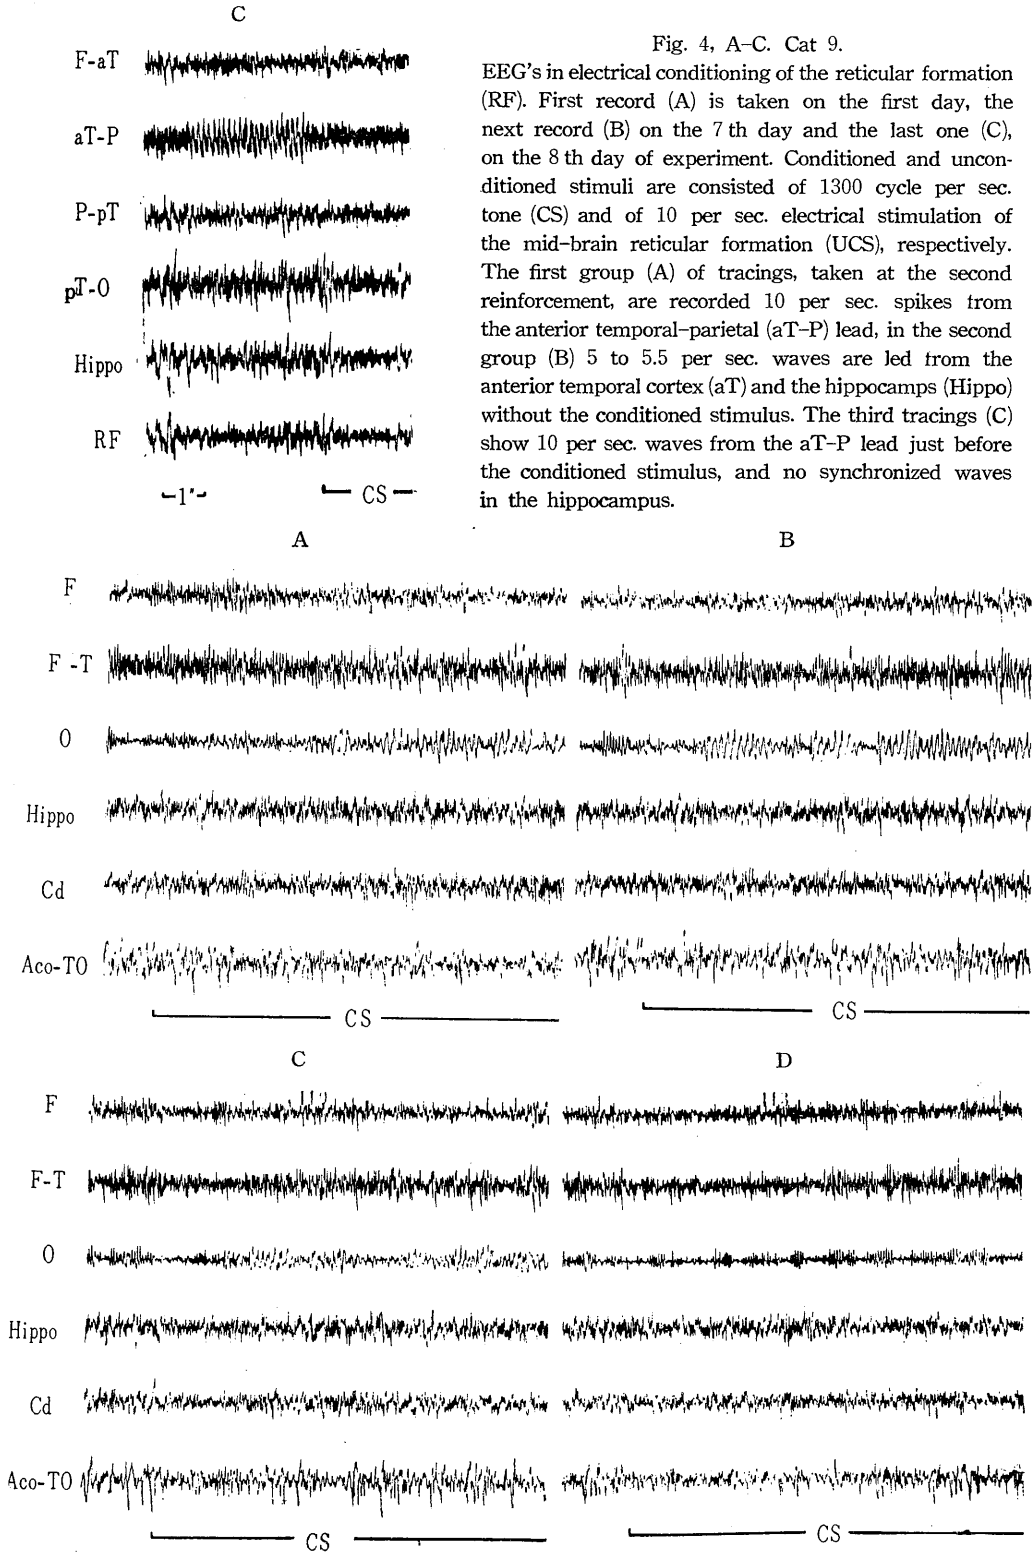 C
F-aT
aT-P
P-pT
pT-O
Hippo
RF
1"
CS
Fig. 4, A–C. Cat 9.
EEG's in electrical conditioning of the reticular formation
(RF). First record (A) is taken on the first day, the
next record (B) on the 7 th day and the last one (C),
on the 8 th day of experiment. Conditioned and uncon-
ditioned stimuli are consisted of 1300 cycle per sec.
tone (CS) and of 10 per sec. electrical stimulation of
the mid-brain reticular formation (UCS), respectively.
The first group (A) of tracings, taken at the second
reinforcement, are recorded 10 per sec. spikes from
the anterior temporal-parietal (aT–P) lead, in the second
group (B) 5 to 5.5 per sec. waves are led from the
anterior temporal cortex (aT) and the hippocamps (Hippo)
without the conditioned stimulus. The third tracings (C)
show 10 per sec. waves from the aT–P lead just before
the conditioned stimulus, and no synchronized waves
in the hippocampus.
A
B
F
F -T
O
Hippo
Cd
Aco-TO
CS
CS
C
D
F
F-T
O
Hippo
Cd
Aco-TO
CS
CS